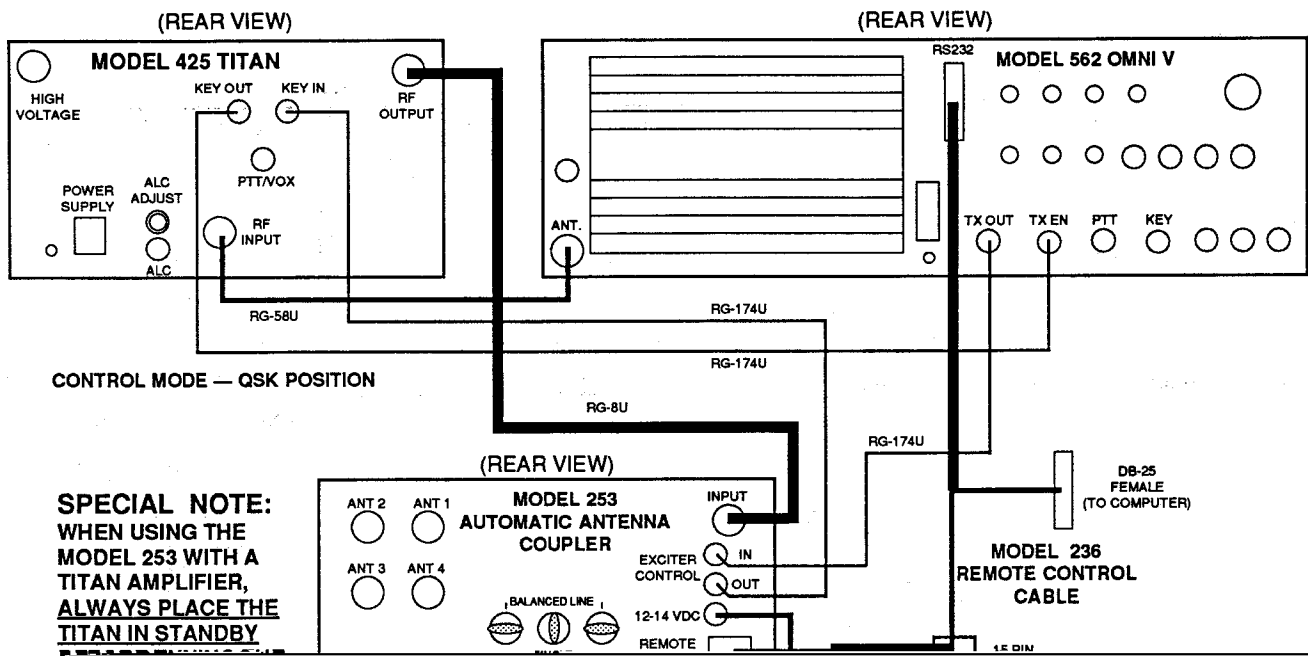 (REAR VIEW)
MODEL 425 TITAN
HIGH
VOLTAGE
KEY OUT
KEY IN
RF
OUTPUT
PTT/VOX
POWER
SUPPLY
ALC
ADJUST
ALC
RF
INPUT
(REAR VIEW)
RS232
MODEL 562 OMNI V
ANT.
TX OUT
TX EN
PTT
KEY
RG-58U
RG-174U
RG-174U
CONTROL MODE — QSK POSITION
RG-8U
RG-174U
(REAR VIEW)
ANT 2
ANT 1
MODEL 253
AUTOMATIC ANTENNA
COUPLER
INPUT
ANT 3
ANT 4
EXCITER
CONTROL
IN
OUT
BALANCED LINE
12-14 VDC
REMOTE
DB-25
FEMALE
(TO COMPUTER)
MODEL 236
REMOTE CONTROL
CABLE
15 PIN
SPECIAL NOTE:
WHEN USING THE
MODEL 253 WITH A
TITAN AMPLIFIER,
ALWAYS PLACE THE
TITAN IN STANDBY